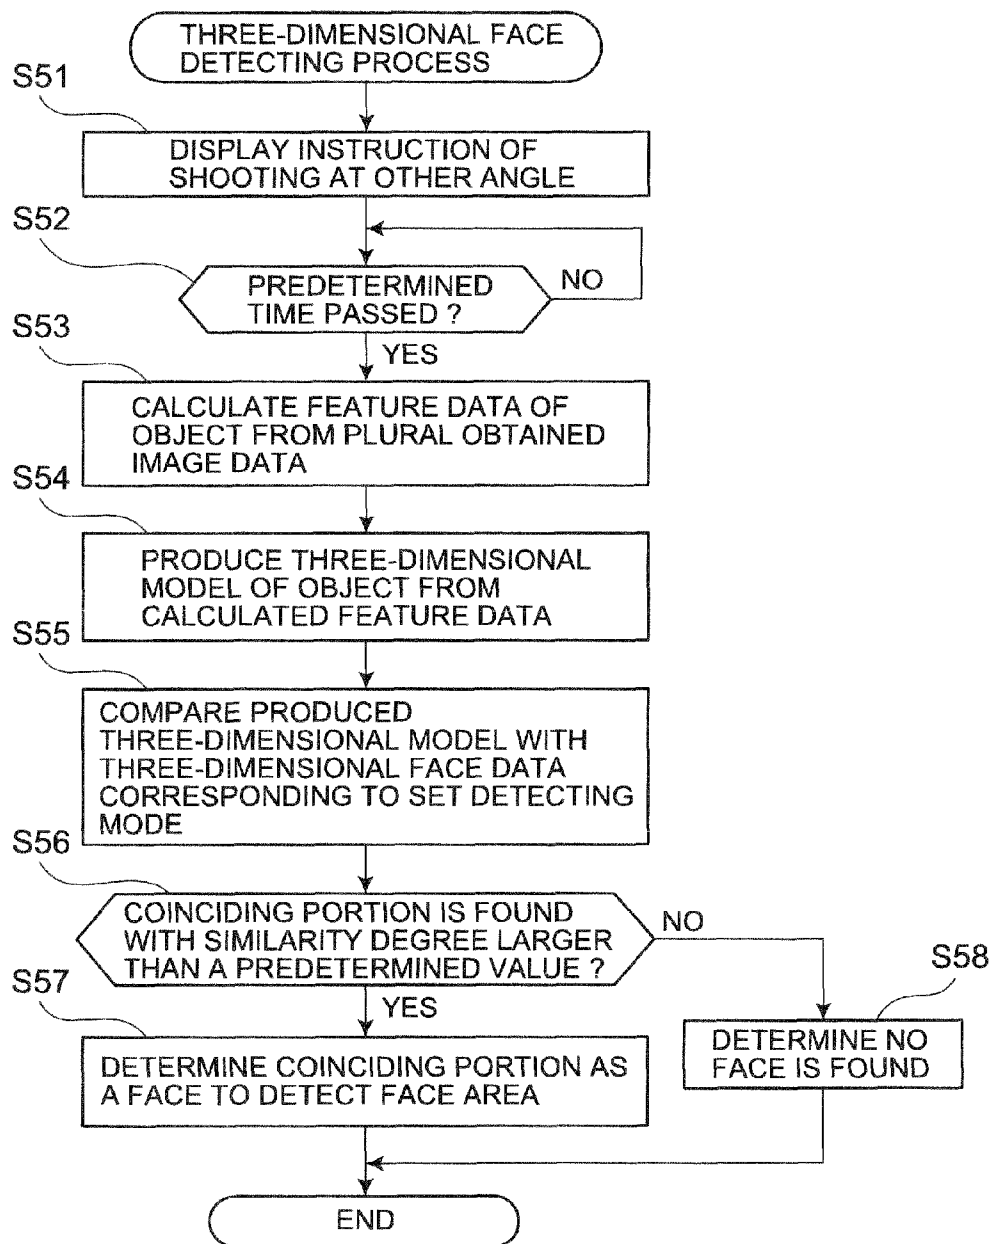 THREE-DIMENSIONAL FACE
DETECTING PROCESS
S51
DISPLAY INSTRUCTION OF
SHOOTING AT OTHER ANGLE
S52
PREDETERMINED
TIME PASSED ?
NO
S53
YES
CALCULATE FEATURE DATA OF
OBJECT FROM PLURAL OBTAINED
IMAGE DATA
S54
PRODUCE THREE-DIMENSIONAL
MODEL OF OBJECT FROM
CALCULATED FEATURE DATA
S55
COMPARE PRODUCED
THREE-DIMENSIONAL MODEL WITH
THREE-DIMENSIONAL FACE DATA
CORRESPONDING TO SET DETECTING
MODE
S56
COINCIDING PORTION IS FOUND
WITH SIMILARITY DEGREE LARGER
THAN A PREDETERMINED VALUE ?
NO
S57
YES
S58
DETERMINE COINCIDING PORTION AS
A FACE TO DETECT FACE AREA
DETERMINE NO
FACE IS FOUND
END